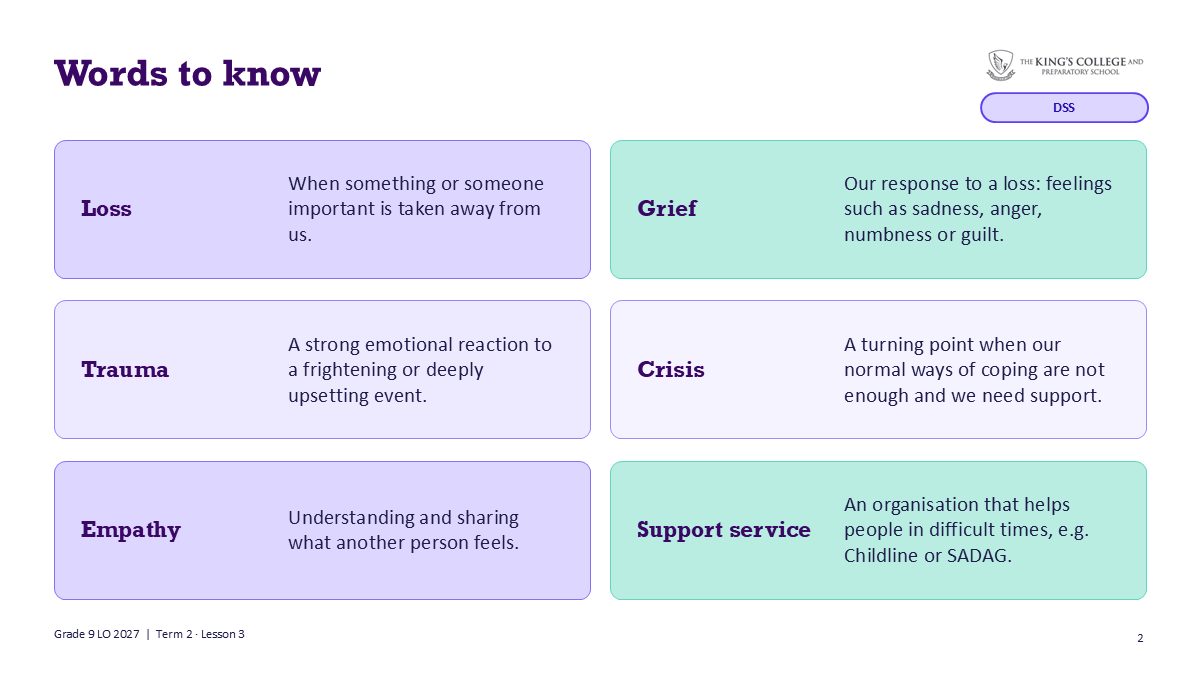 Words to know
THE KING'S COLLEGE AND
PREPARATORY SCHOOL
DSS
Loss
When something or someone
important is taken away from
us.
Grief
Our response to a loss: feelings
such as sadness, anger,
numbness or guilt.
Trauma
A strong emotional reaction to
a frightening or deeply
upsetting event.
Crisis
A turning point when our
normal ways of coping are not
enough and we need support.
Empathy
Understanding and sharing
what another person feels.
Support service
An organisation that helps
people in difficult times, e.g.
Childline or SADAG.
Grade 9 LO 2027 | Term 2 · Lesson 3
2